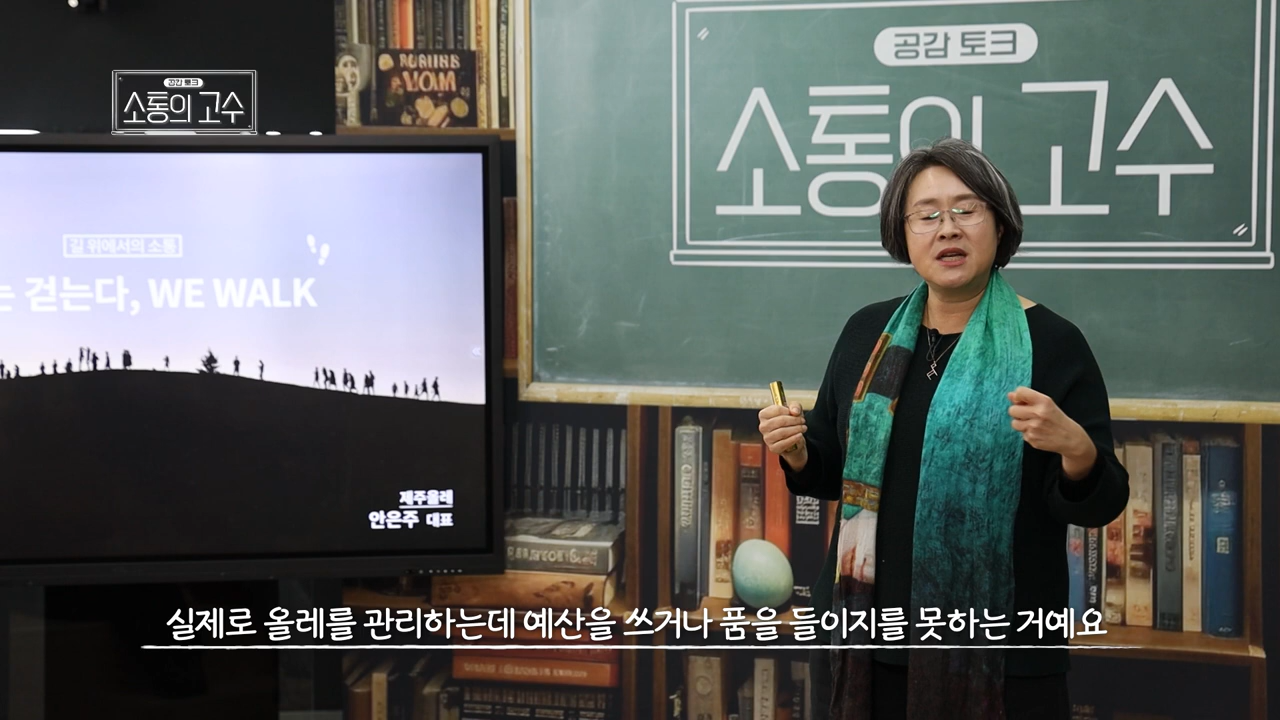 공감 토크
소통의 고수
공감 토크
소통의 고수
길 위에서의 소통
는 걷는다, WE WALK
제주올레
안은주 대표
실제로 올레를 관리하는데 예산을 쓰거나 품을 들이지를 못하는 거예요